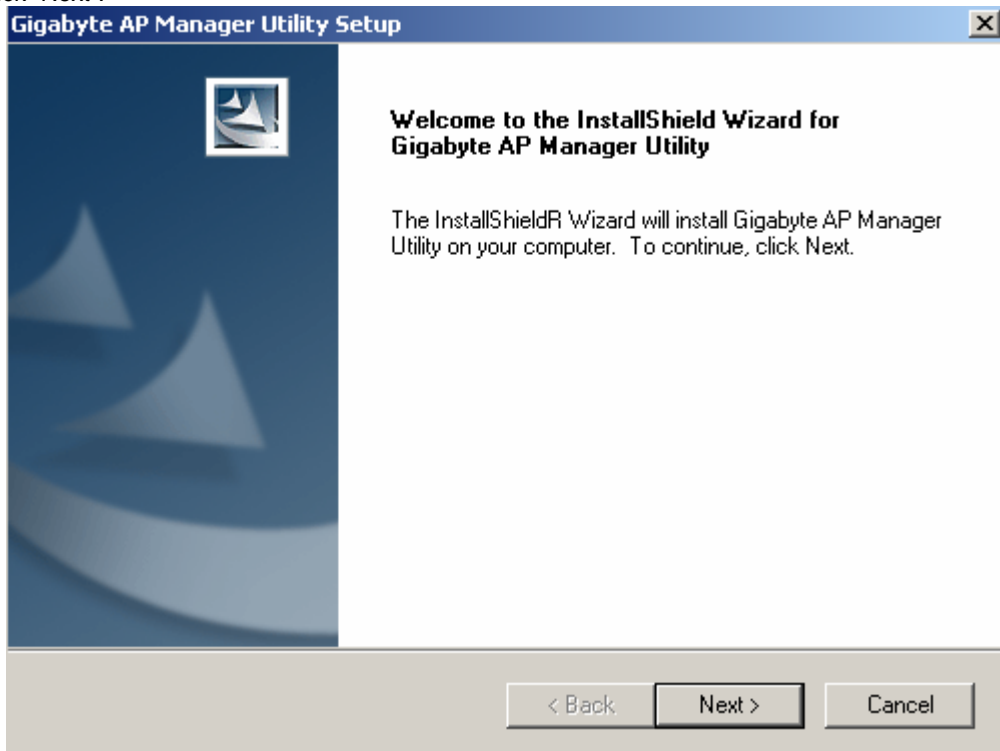 Gigabyte AP Manager Utility Setup
Welcome to the InstallShield Wizard for
Gigabyte AP Manager Utility
The InstallShieldR Wizard will install Gigabyte AP Manager
Utility on your computer. To continue, click Next.
< Back
Next >
Cancel